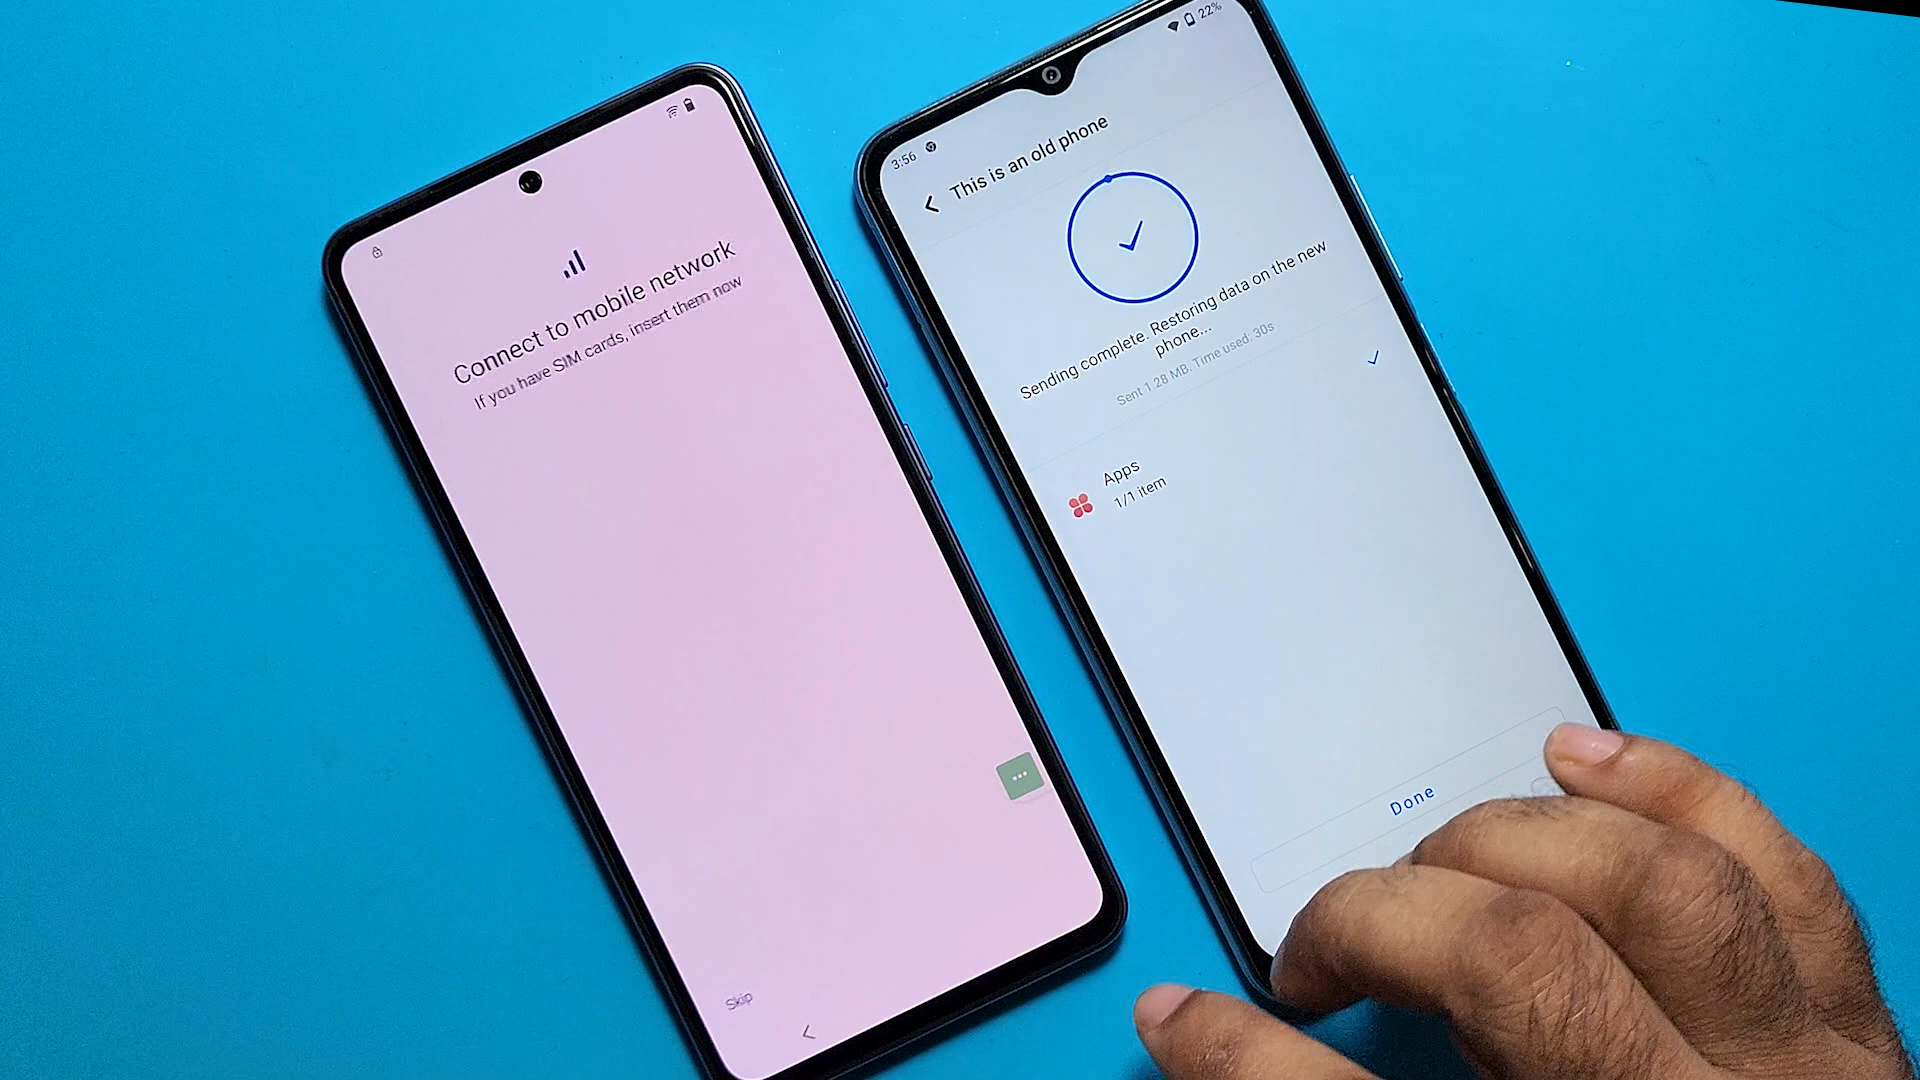 Connect to mobile network
If you have SIM cards, insert them now
Skip
3:56
22%
This is an old phone
Sending complete. Restoring data on the new
phone...
Sent 1.28 MB. Time used: 30s
Apps
1/1 item
Done